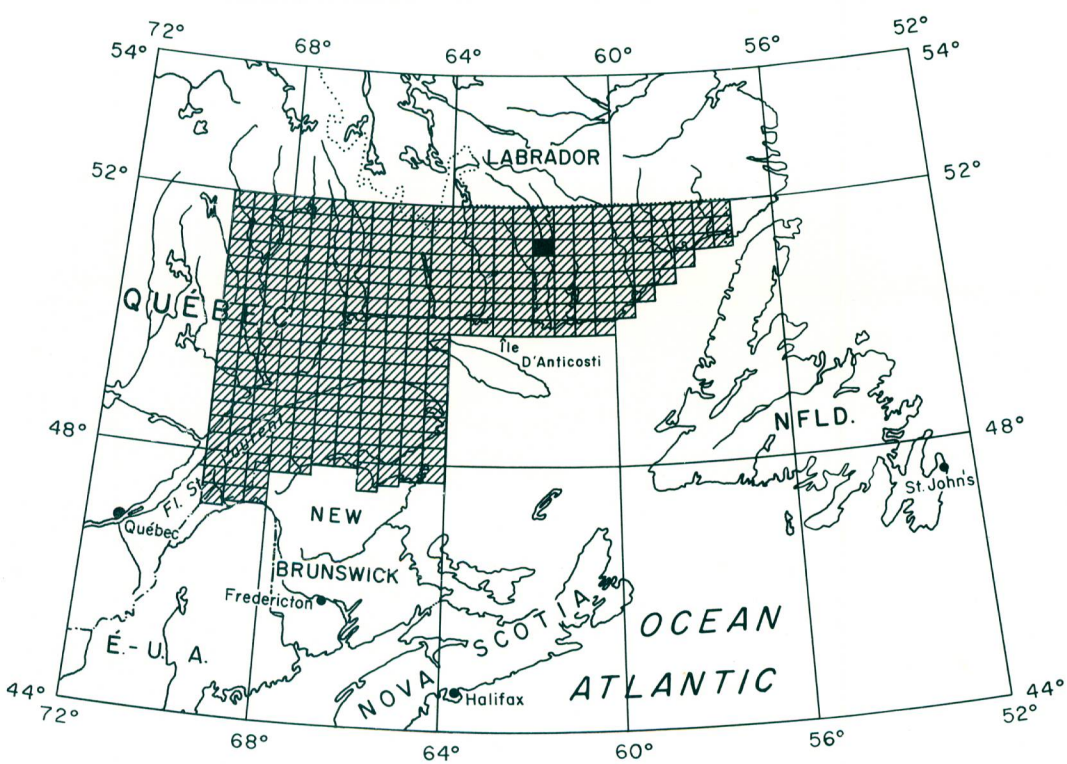 72° 68° 64° 60° 56° 52°
54° 54°
LABRADOR
52° 52°
QUÉBEC
Île
D'Anticosti
NFLD.
48° 48°
Fl. St Laurent
St. John's
Québec
NEW
BRUNSWICK
Fredericton
NOVA SCOTIA
OCEAN
É.-U. A.
ATLANTIC
Halifax
44° 44°
72° 68° 64° 60° 56° 52°